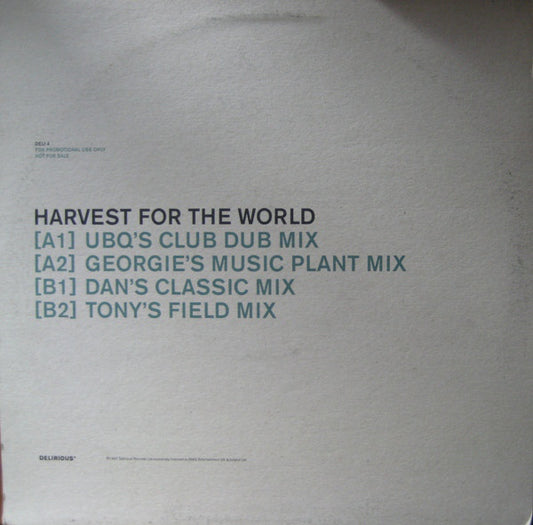 DELI 4
FOR PROMOTIONAL USE ONLY
NOT FOR SALE
HARVEST FOR THE WORLD
[A1] UBQ'S CLUB DUB MIX
[A2] GEORGIE'S MUSIC PLANT MIX
[B1] DAN'S CLASSIC MIX
[B2] TONY'S FIELD MIX
DELIRIOUS